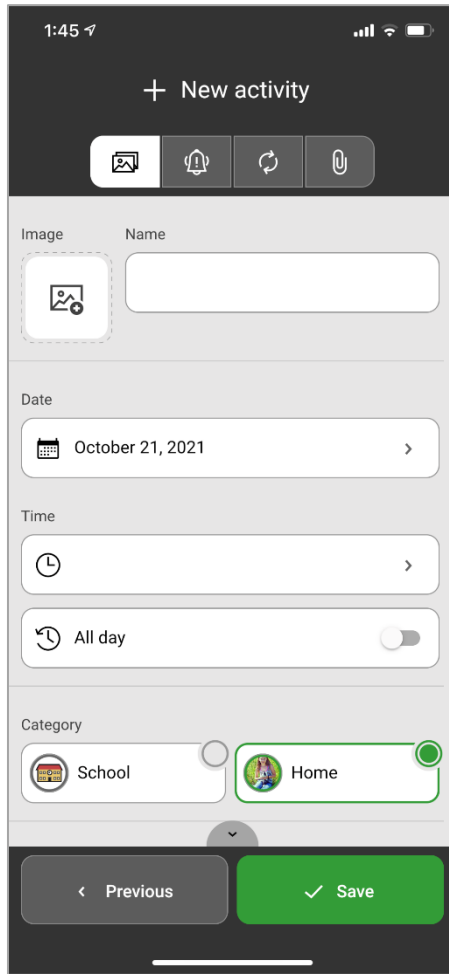 1:45
New activity
Image
Name
Date
October 21, 2021
Time
All day
Category
School
Home
Previous
Save